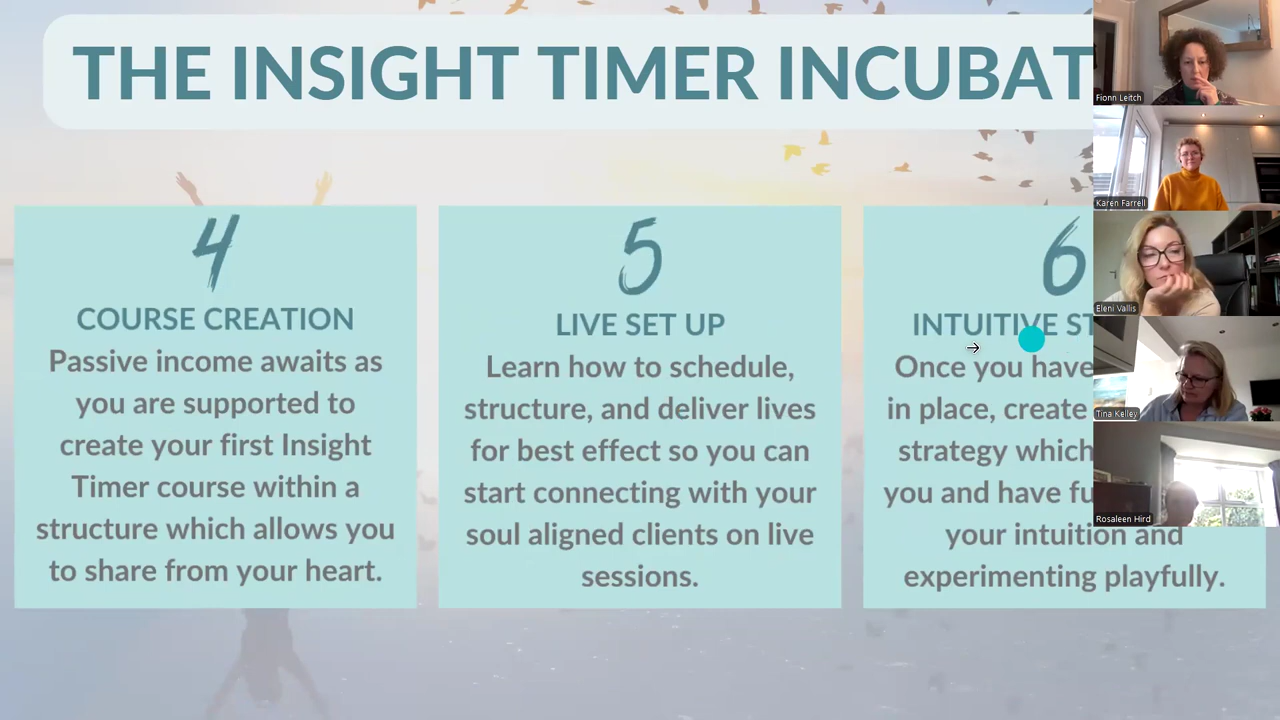 THE INSIGHT TIMER INCUBAT
4
COURSE CREATION
Passive income awaits as
you are supported to
create your first Insight
Timer course within a
structure which allows you
to share from your heart.
5
LIVE SET UP
Learn how to schedule,
structure, and deliver lives
for best effect so you can
start connecting with your
soul aligned clients on live
sessions.
6
INTUITIVE ST
Once you have
in place, create
strategy which
you and have fu
your intuition and
experimenting playfully.
Fionn Leitch
Karen Farrell
Eleni Vallis
Tina Kelley
Rosaleen Hird